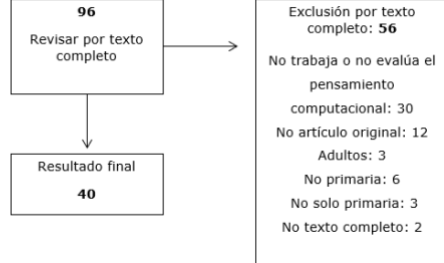 96
Revisar por texto
completo
Resultado final
40
Exclusión por texto
completo: 56
No trabaja o no evalúa el
pensamiento
computacional: 30
No artículo original: 12
Adultos: 3
No primaria: 6
No solo primaria: 3
No texto completo: 2